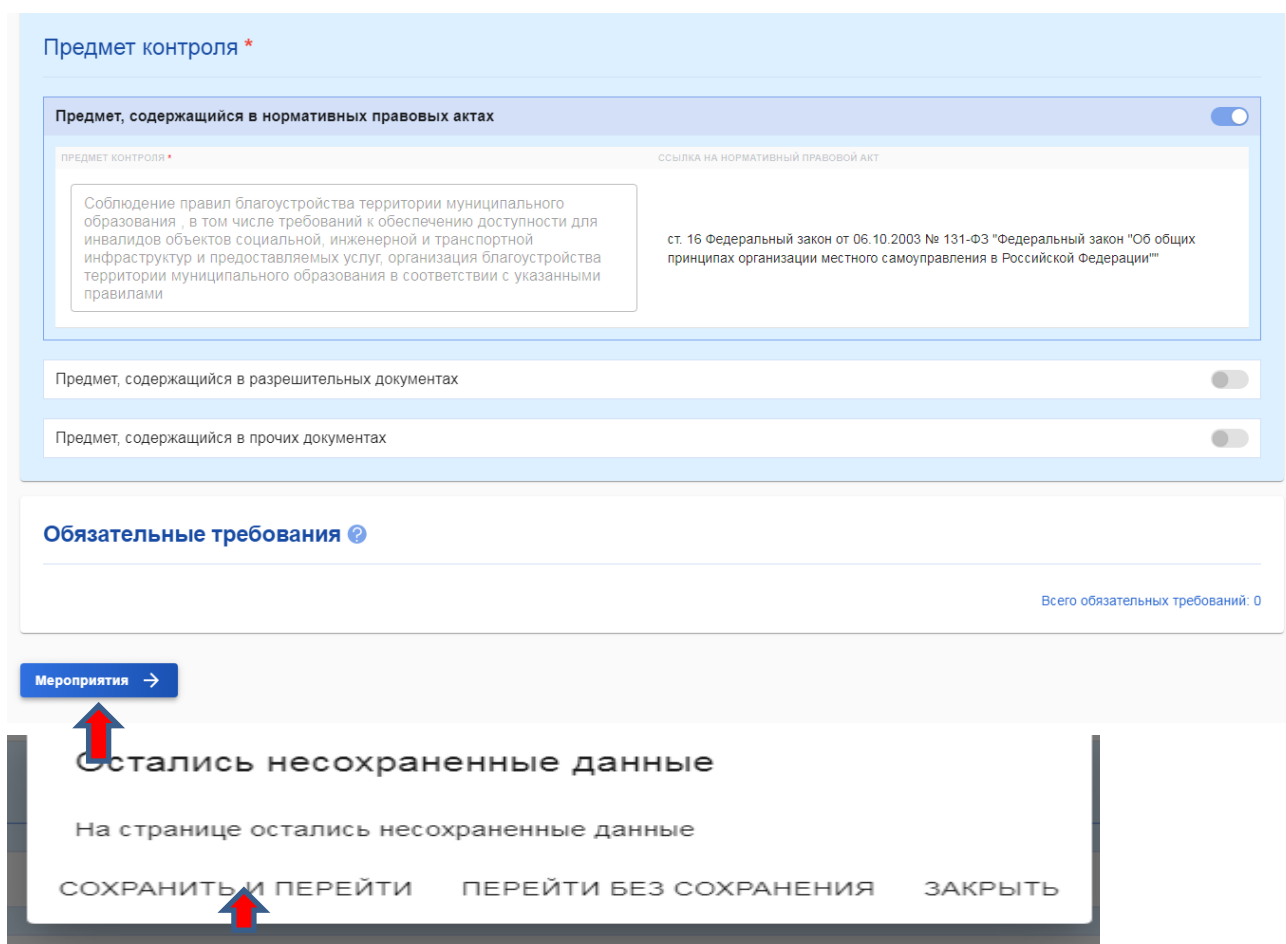 Предмет контроля *
Предмет, содержащийся в нормативных правовых актах
ПРЕДМЕТ КОНТРОЛЯ *
ССЫЛКА НА НОРМАТИВНЫЙ ПРАВОВОЙ АКТ
Соблюдение правил благоустройства территории муниципального
образования , в том числе требований к обеспечению доступности для
инвалидов объектов социальной, инженерной и транспортной
инфраструктур и предоставляемых услуг, организация благоустройства
территории муниципального образования в соответствии с указанными
правилами
ст. 16 Федеральный закон от 06.10.2003 № 131-ФЗ "Федеральный закон "Об общих
принципах организации местного самоуправления в Российской Федерации""
Предмет, содержащийся в разрешительных документах
Предмет, содержащийся в прочих документах
Обязательные требования ?
Всего обязательных требований: 0
Мероприятия →
Остались несохраненные данные
На странице остались несохраненные данные
СОХРАНИТЬ И ПЕРЕЙТИ ПЕРЕЙТИ БЕЗ СОХРАНЕНИЯ ЗАКРЫТЬ